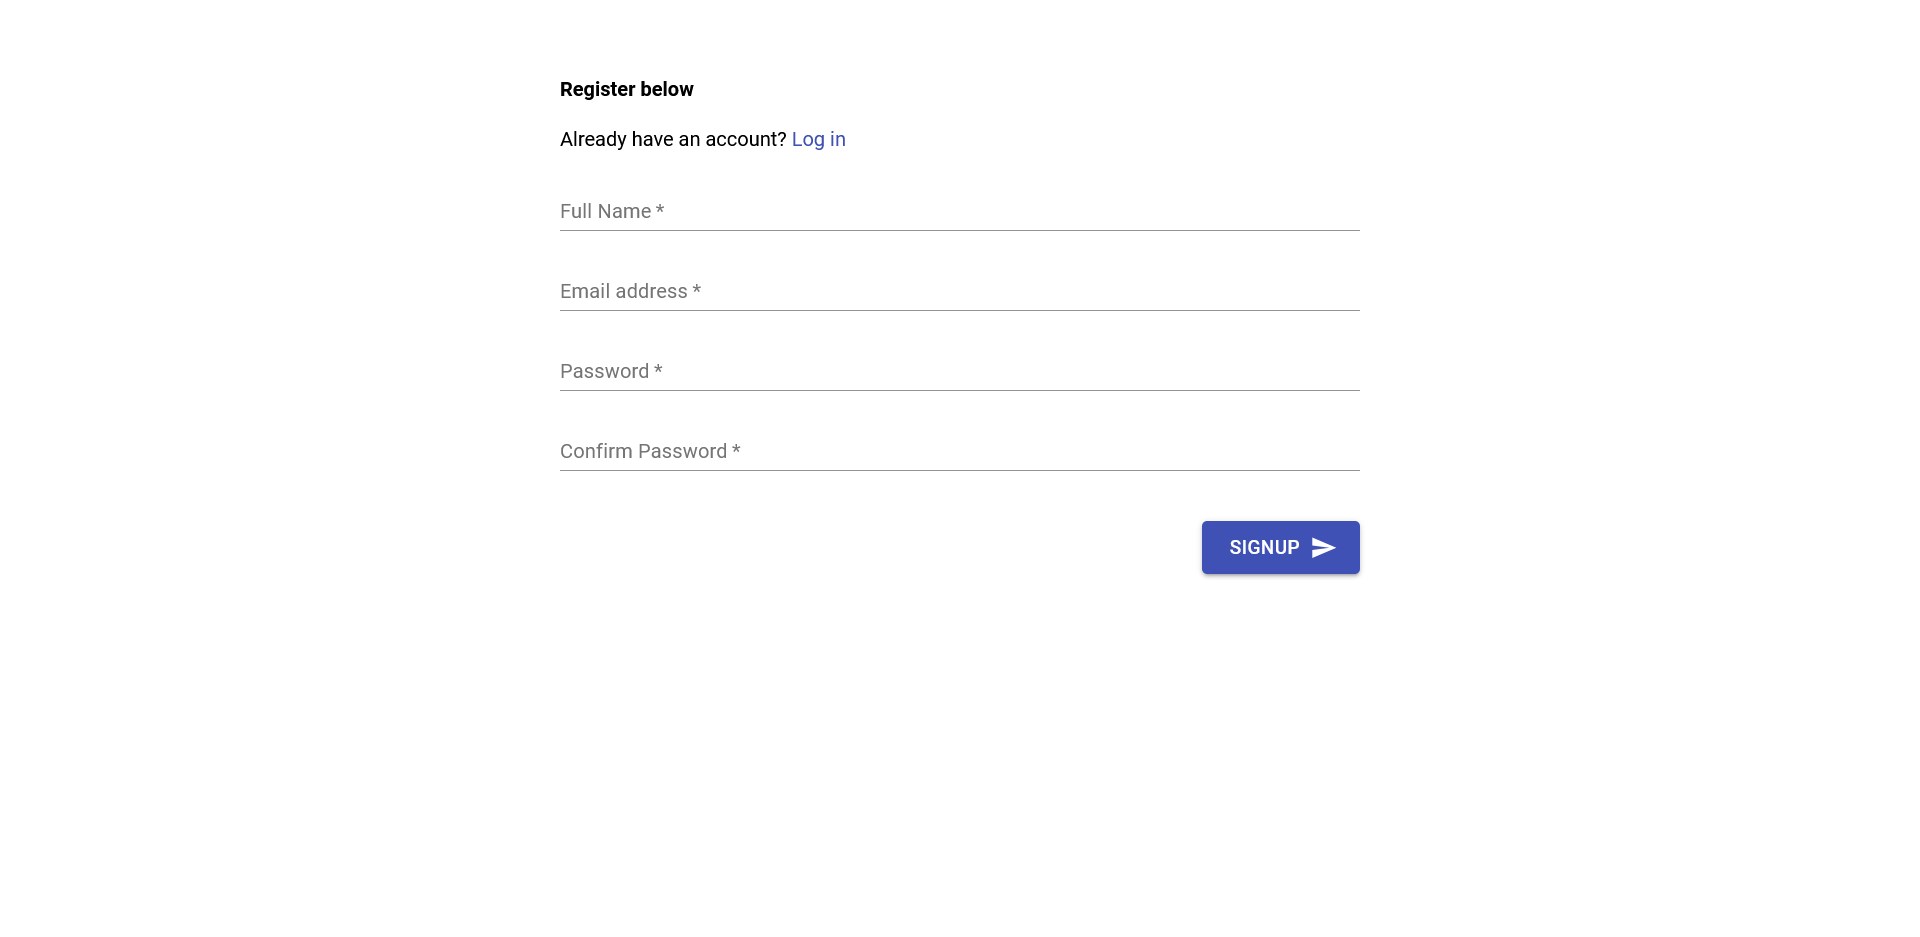 Register below
Already have an account? Log in
Full Name *
Email address *
Password *
Confirm Password *
SIGNUP